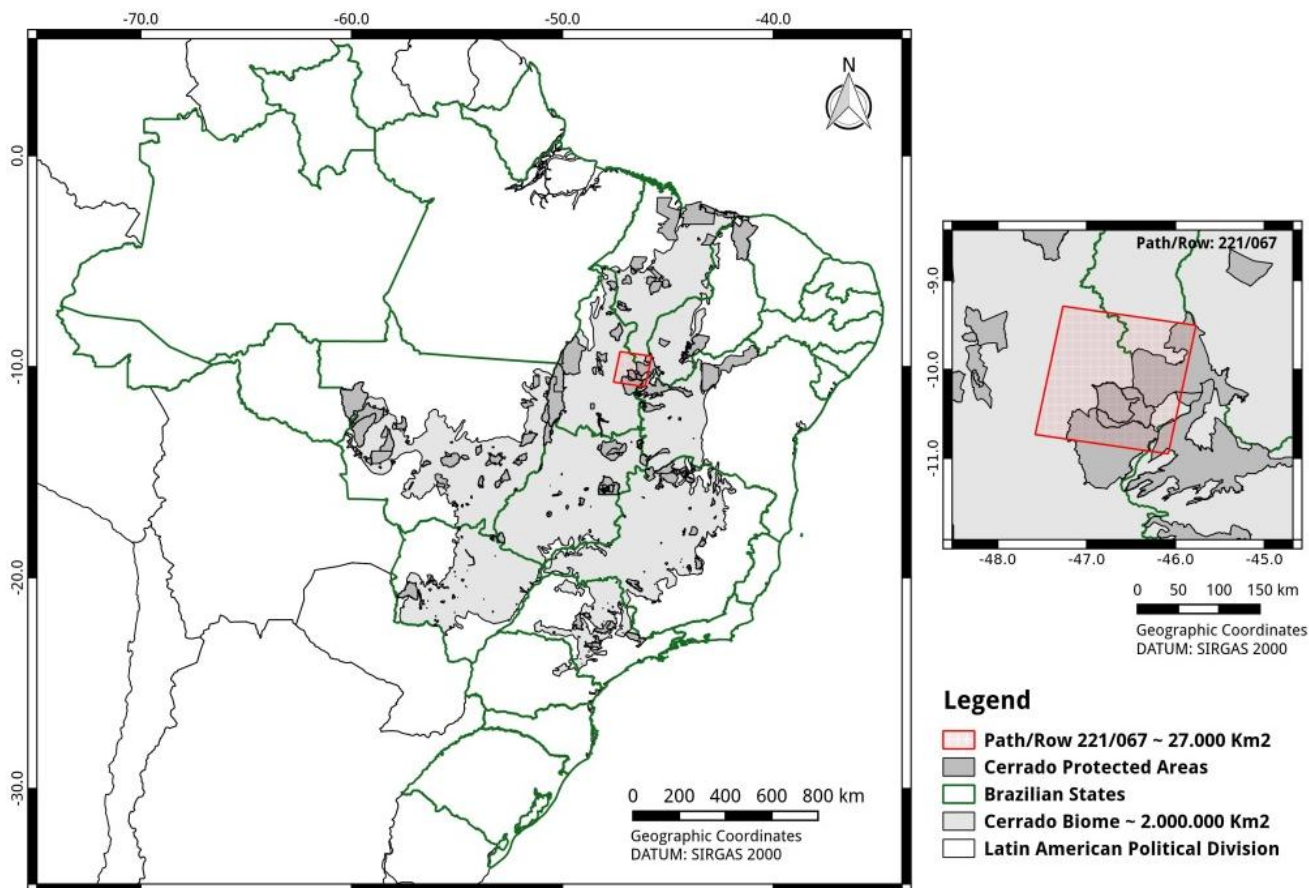 -70.0 -60.0 -50.0 -40.0
N
0.0
-10.0
-20.0
-30.0
0 200 400 600 800 km
Geographic Coordinates
DATUM: SIRGAS 2000
Path/Row: 221/067
-9.0
-10.0
-11.0
-48.0 -47.0 -46.0 -45.0
0 50 100 150 km
Geographic Coordinates
DATUM: SIRGAS 2000
Legend
Path/Row 221/067 ~ 27.000 Km2
Cerrado Protected Areas
Brazilian States
Cerrado Biome ~ 2.000.000 Km2
Latin American Political Division